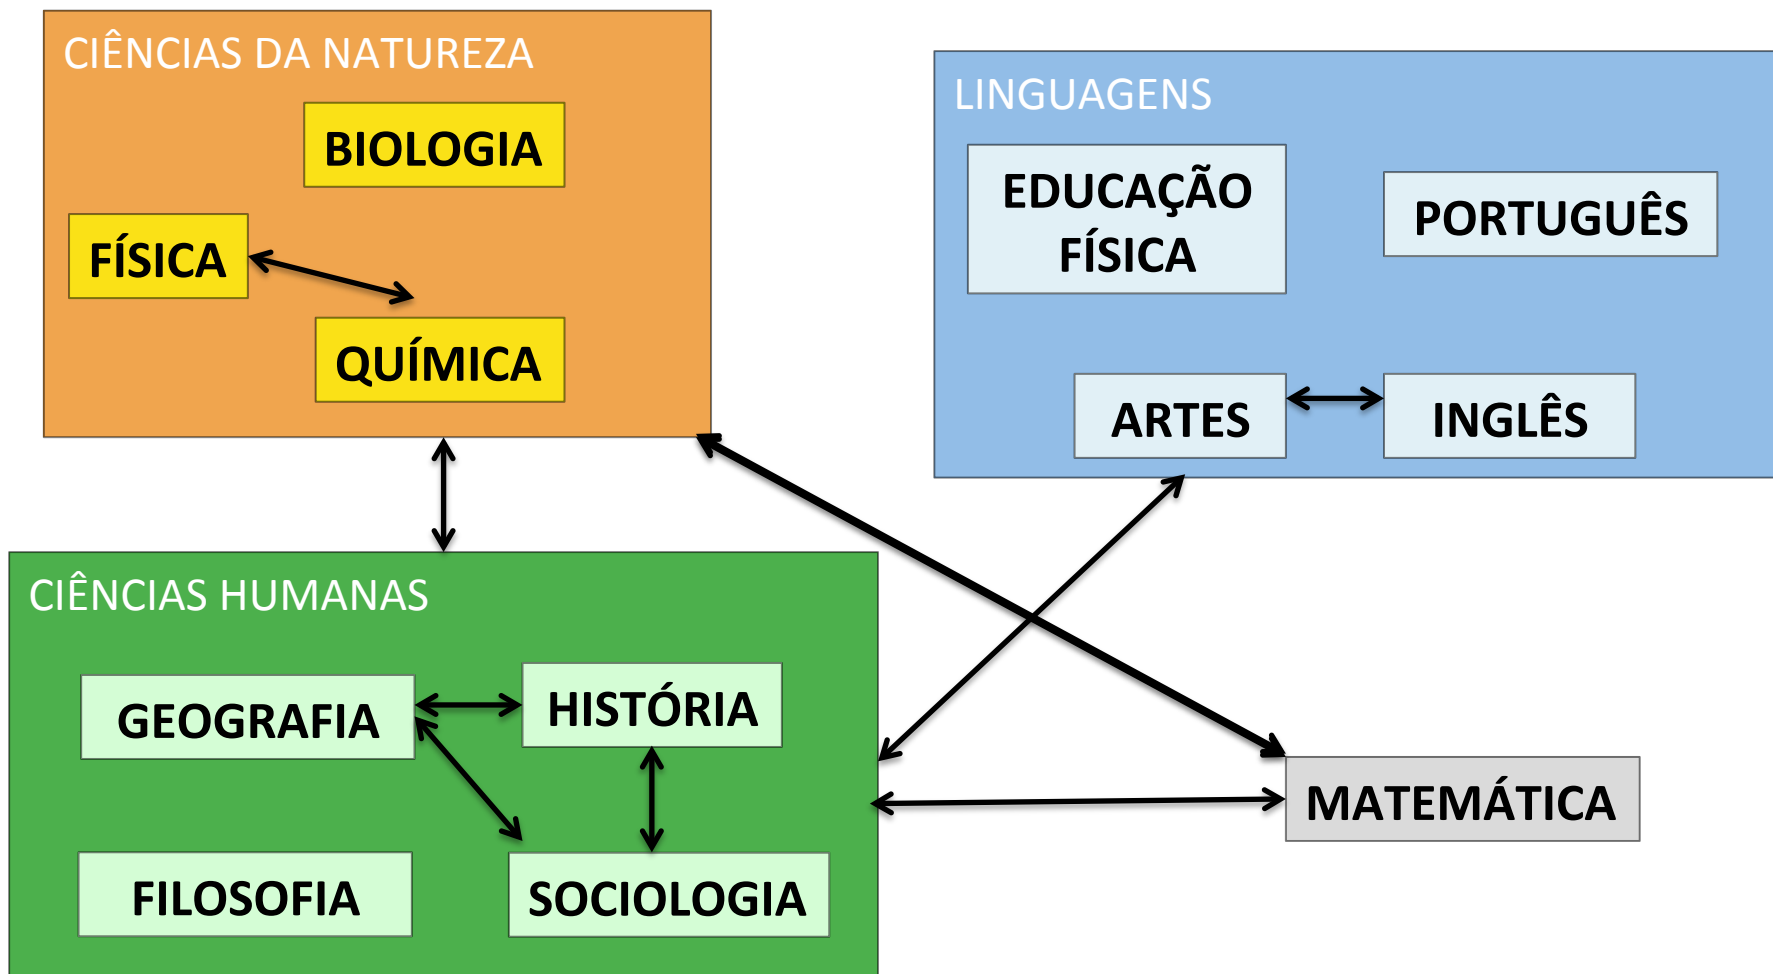 CIÊNCIAS DA NATUREZA
BIOLOGIA
FÍSICA
QUÍMICA
LINGUAGENS
EDUCAÇÃO
FÍSICA
PORTUGUÊS
ARTES
INGLÊS
CIÊNCIAS HUMANAS
GEOGRAFIA
HISTÓRIA
FILOSOFIA
SOCIOLOGIA
MATEMÁTICA